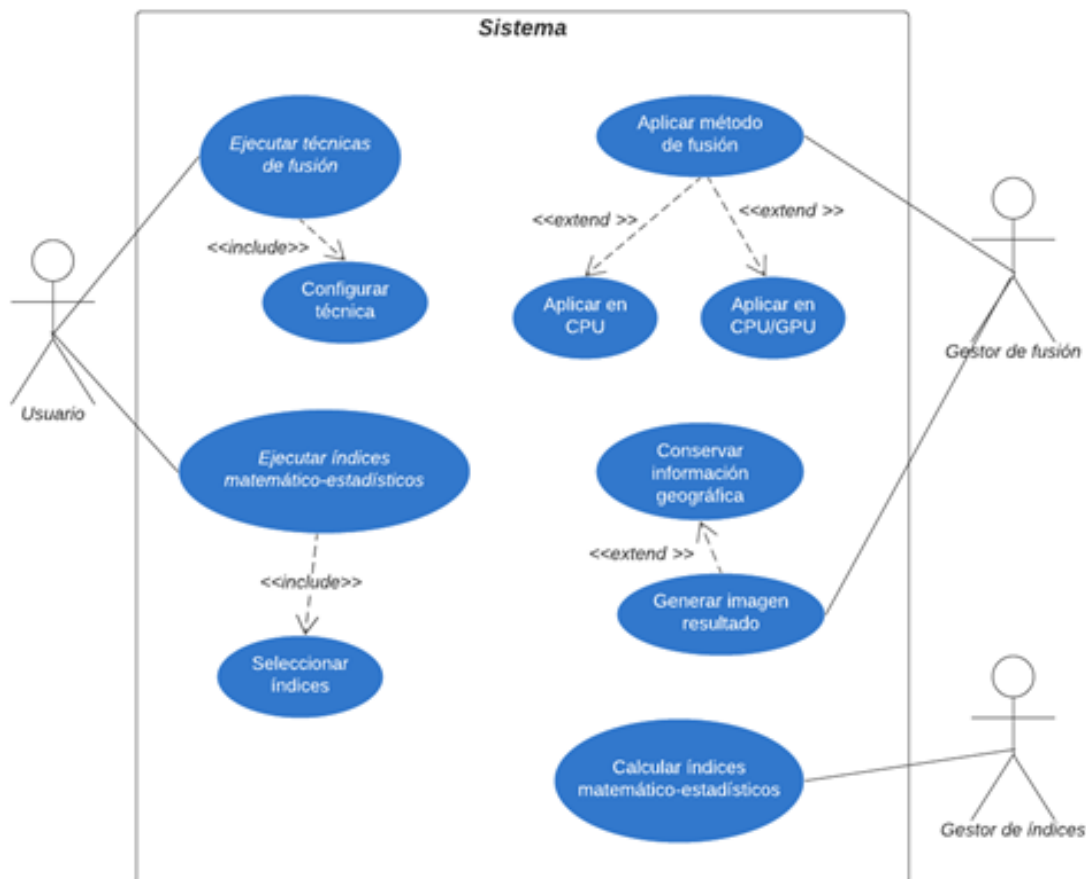 Sistema
Ejecutar técnicas
de fusión
<<include>>
Configurar
técnica
Usuario
Ejecutar índices
matemático-estadísticos
<<include>>
Seleccionar
índices
Aplicar método
de fusión
<<extend >>
<<extend >>
Aplicar en
CPU
Aplicar en
CPU/GPU
Gestor de fusión
Conservar
información
geográfica
<<extend >>
Generar imagen
resultado
Calcular índices
matemático-estadísticos
Gestor de índices